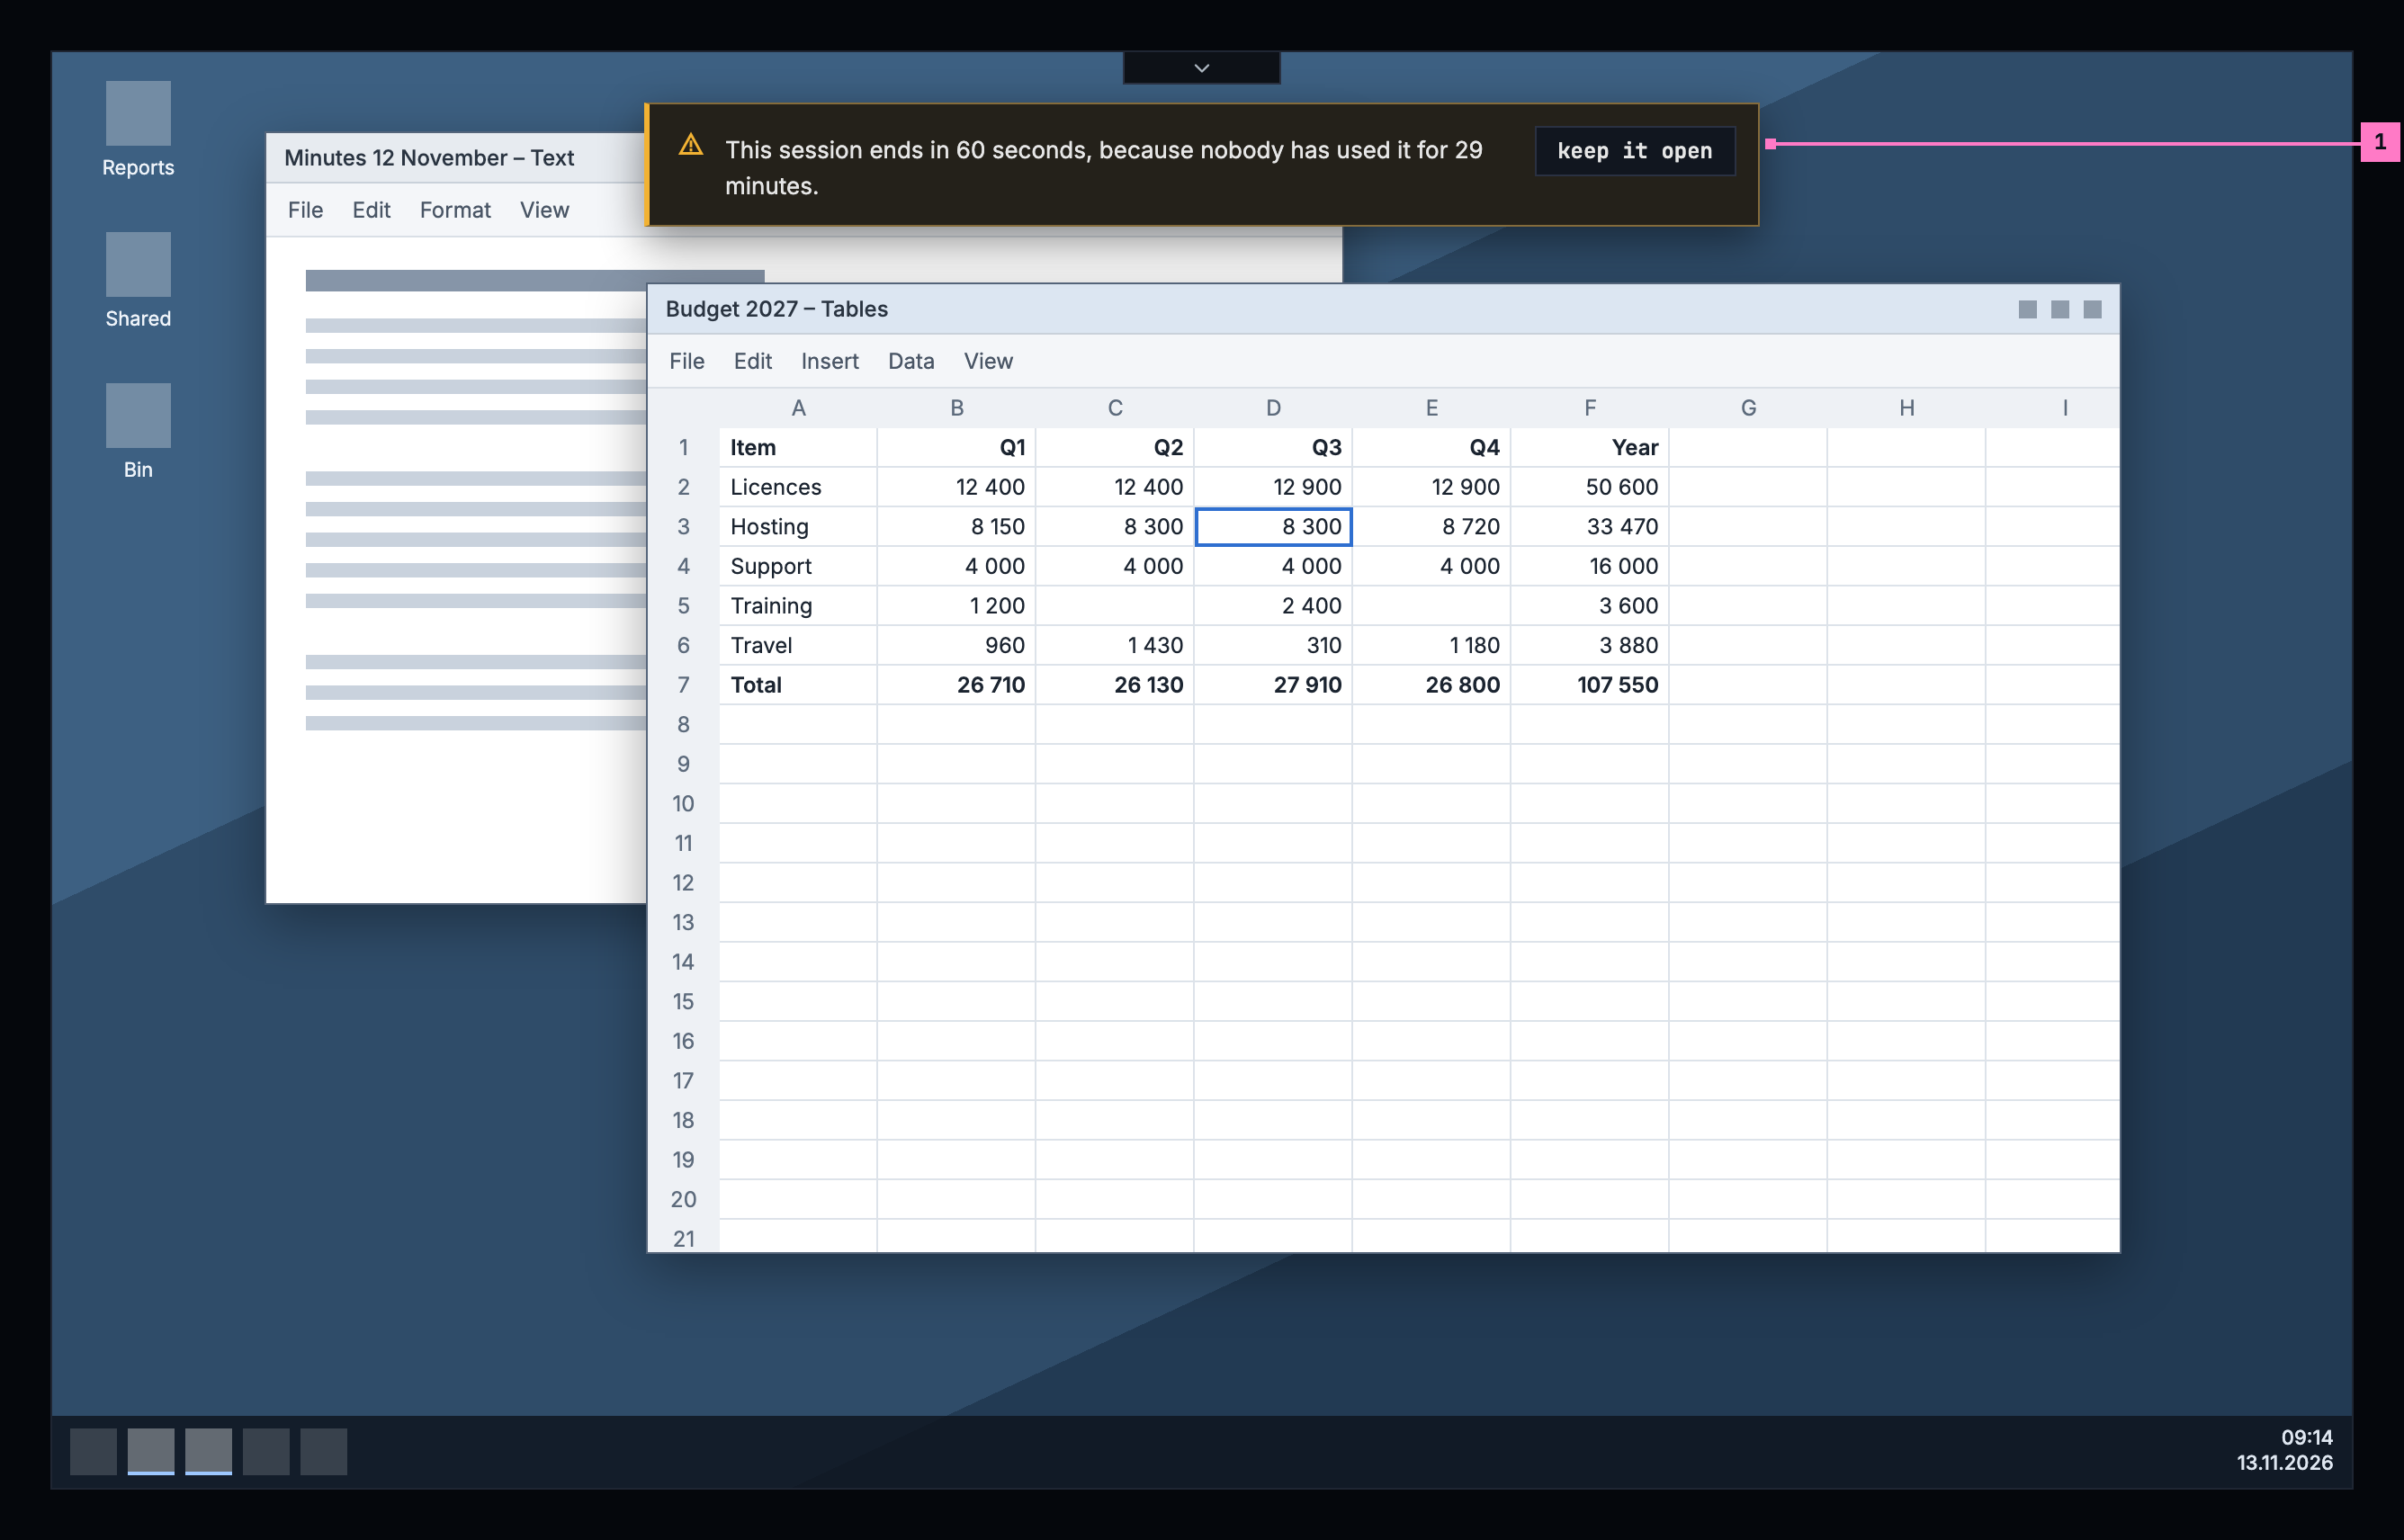 Reports
Shared
Bin
Minutes 12 November – Text
File Edit Format View
This session ends in 60 seconds, because nobody has used it for 29
minutes.
keep it open
1
Budget 2027 – Tables
File Edit Insert Data View
A B C D E F G H I
1 Item Q1 Q2 Q3 Q4 Year
2 Licences 12 400 12 400 12 900 12 900 50 600
3 Hosting 8 150 8 300 8 300 8 720 33 470
4 Support 4 000 4 000 4 000 4 000 16 000
5 Training 1 200 2 400 3 600
6 Travel 960 1 430 310 1 180 3 880
7 Total 26 710 26 130 27 910 26 800 107 550
8
9
10
11
12
13
14
15
16
17
18
19
20
21
09:14
13.11.2026